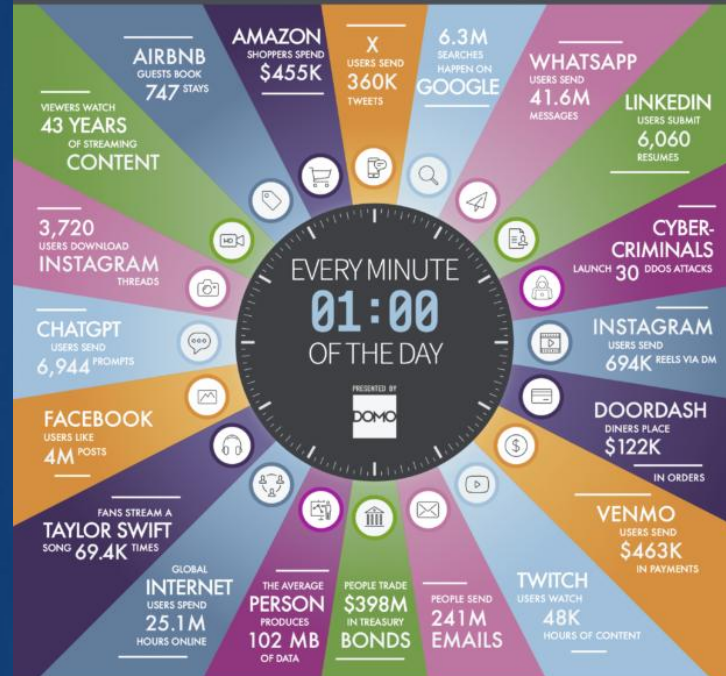 EVERY MINUTE
01:00
OF THE DAY
PRESENTED BY
DOMO
X
USERS SEND
360K
TWEETS
6.3M
SEARCHES
HAPPEN ON
GOOGLE
WHATSAPP
USERS SEND
41.6M
MESSAGES
LINKEDIN
USERS SUBMIT
6,060
RESUMES
CYBER-
CRIMINALS
LAUNCH 30 DDOS ATTACKS
INSTAGRAM
USERS SEND
694K REELS VIA DM
DOORDASH
DINERS PLACE
$122K
IN ORDERS
VENMO
USERS SEND
$463K
IN PAYMENTS
TWITCH
USERS WATCH
48K
HOURS OF CONTENT
PEOPLE SEND
241M
EMAILS
PEOPLE TRADE
$398M
IN TREASURY
BONDS
THE AVERAGE
PERSON
PRODUCES
102 MB
OF DATA
GLOBAL
INTERNET
USERS SPEND
25.1M
HOURS ONLINE
FANS STREAM A
TAYLOR SWIFT
SONG 69.4K TIMES
FACEBOOK
USERS LIKE
4M POSTS
CHATGPT
USERS SEND
6,944 PROMPTS
3,720
USERS DOWNLOAD
INSTAGRAM
THREADS
VIEWERS WATCH
43 YEARS
OF STREAMING
CONTENT
AIRBNB
GUESTS BOOK
747 STAYS
AMAZON
SHOPPERS SPEND
$455K
HD